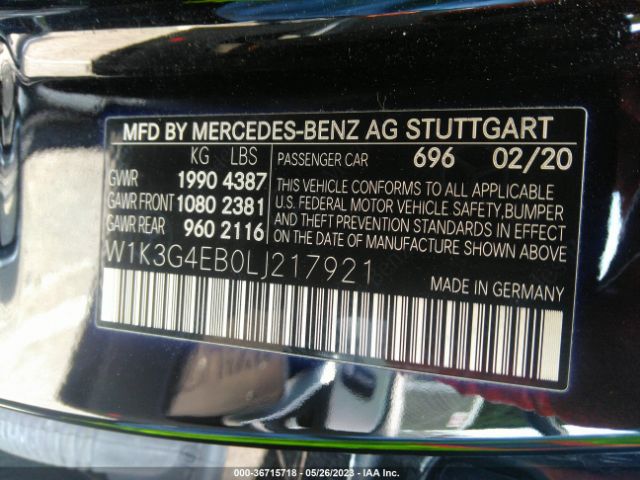 MFD BY MERCEDES-BENZ AG STUTTGART
KG LBS
GVWR 1990 4387
GAWR FRONT 1080 2381
GAWR REAR 960 2116
PASSENGER CAR 696 02/20
THIS VEHICLE CONFORMS TO ALL APPLICABLE
U.S. FEDERAL MOTOR VEHICLE SAFETY, BUMPER
AND THEFT PREVENTION STANDARDS IN EFFECT
ON THE DATE OF MANUFACTURE SHOWN ABOVE.
W1K3G4EB0LJ217921
MADE IN GERMANY
000-36715718 - 05/26/2023 - IAA Inc.